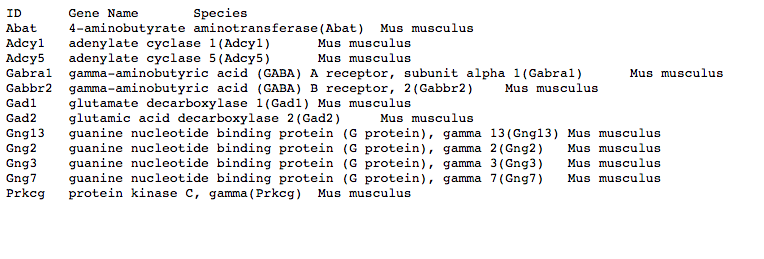 ID Gene Name Species
Abat 4-aminobutyrate aminotransferase(Abat) Mus musculus
Adcy1 adenylate cyclase 1(Adcy1) Mus musculus
Adcy5 adenylate cyclase 5(Adcy5) Mus musculus
Gabra1 gamma-aminobutyric acid (GABA) A receptor, subunit alpha 1(Gabra1) Mus musculus
Gabbr2 gamma-aminobutyric acid (GABA) B receptor, 2(Gabbr2) Mus musculus
Gad1 glutamate decarboxylase 1(Gad1) Mus musculus
Gad2 glutamic acid decarboxylase 2(Gad2) Mus musculus
Gng13 guanine nucleotide binding protein (G protein), gamma 13(Gng13) Mus musculus
Gng2 guanine nucleotide binding protein (G protein), gamma 2(Gng2) Mus musculus
Gng3 guanine nucleotide binding protein (G protein), gamma 3(Gng3) Mus musculus
Gng7 guanine nucleotide binding protein (G protein), gamma 7(Gng7) Mus musculus
Prkcg protein kinase C, gamma(Prkcg) Mus musculus